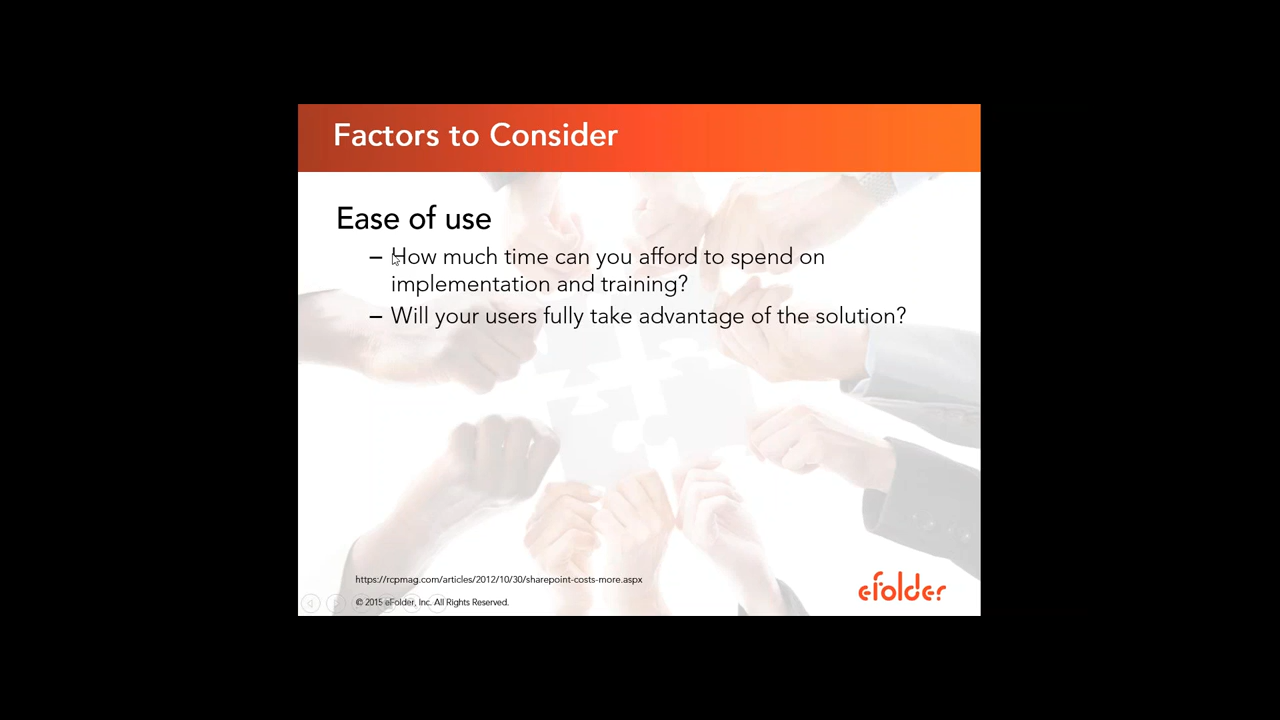 Factors to Consider
Ease of use
– How much time can you afford to spend on
implementation and training?
– Will your users fully take advantage of the solution?
https://rcpmag.com/articles/2012/10/30/sharepoint-costs-more.aspx
© 2015 eFolder, Inc. All Rights Reserved.
eFolder